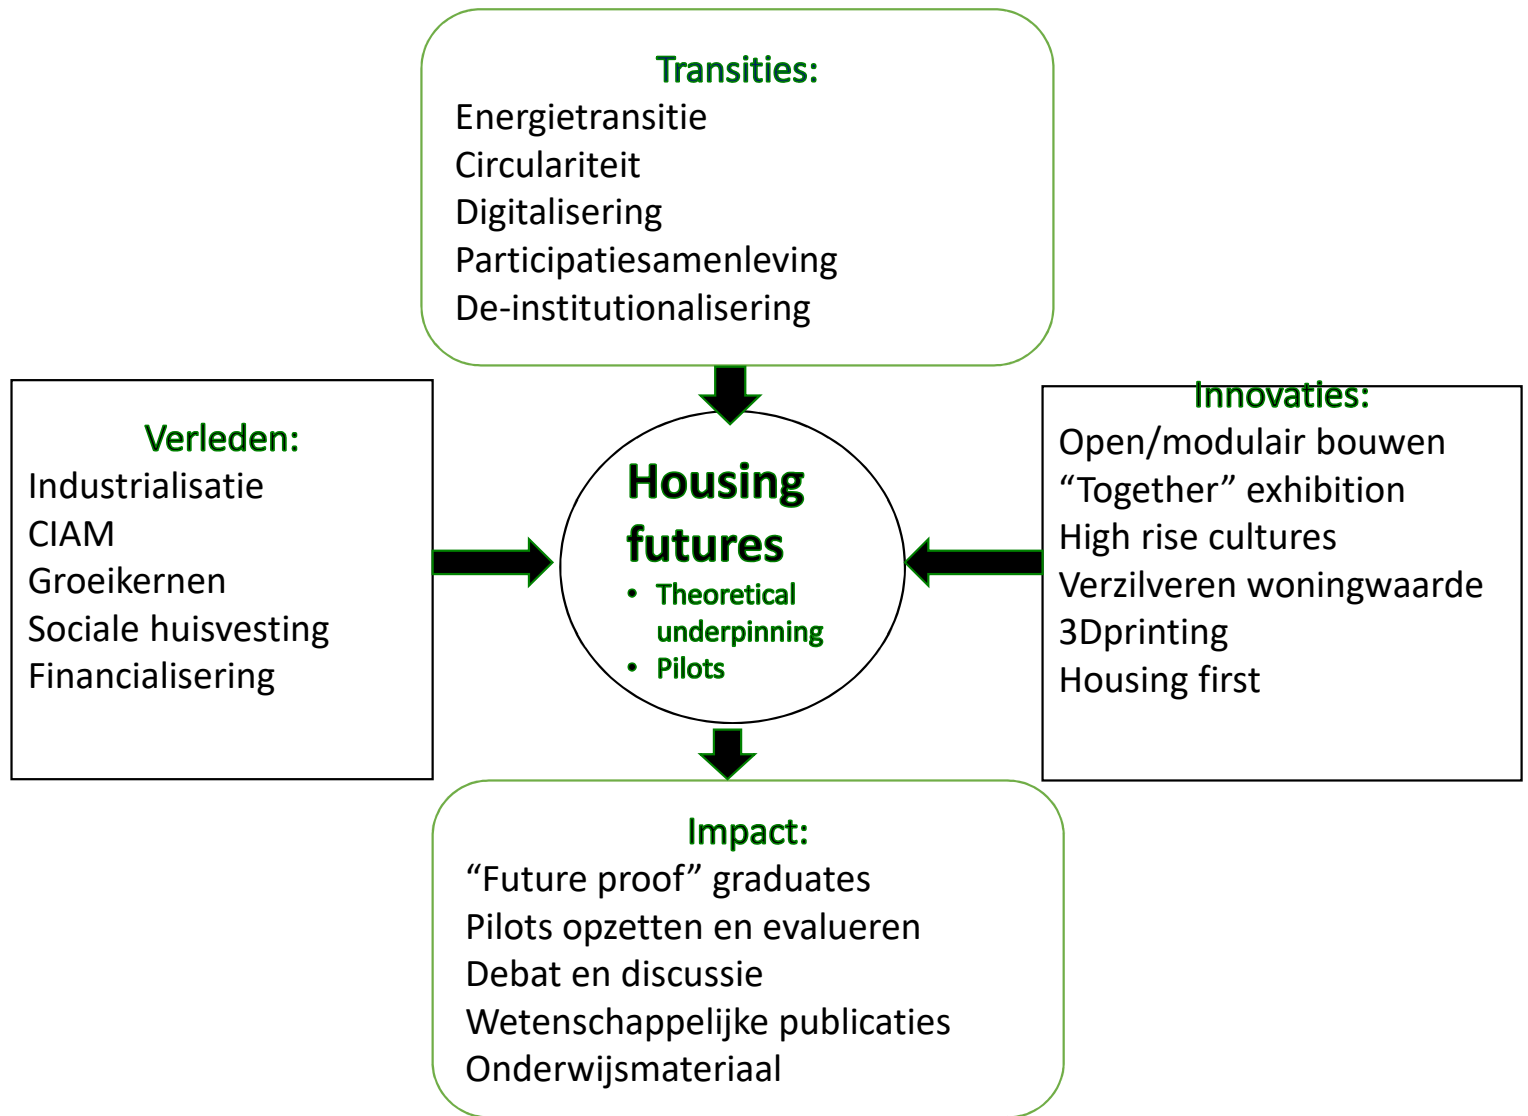 Transities:
Energietransitie
Circulariteit
Digitalisering
Participatiesamenleving
De-institutionalisering
Verleden:
Industrialisatie
CIAM
Groeikernen
Sociale huisvesting
Financialisering
Housing
futures
• Theoretical
underpinning
• Pilots
Innovaties:
Open/modulair bouwen
“Together” exhibition
High rise cultures
Verzilveren woningwaarde
3Dprinting
Housing first
Impact:
“Future proof” graduates
Pilots opzetten en evalueren
Debat en discussie
Wetenschappelijke publicaties
Onderwijsmateriaal